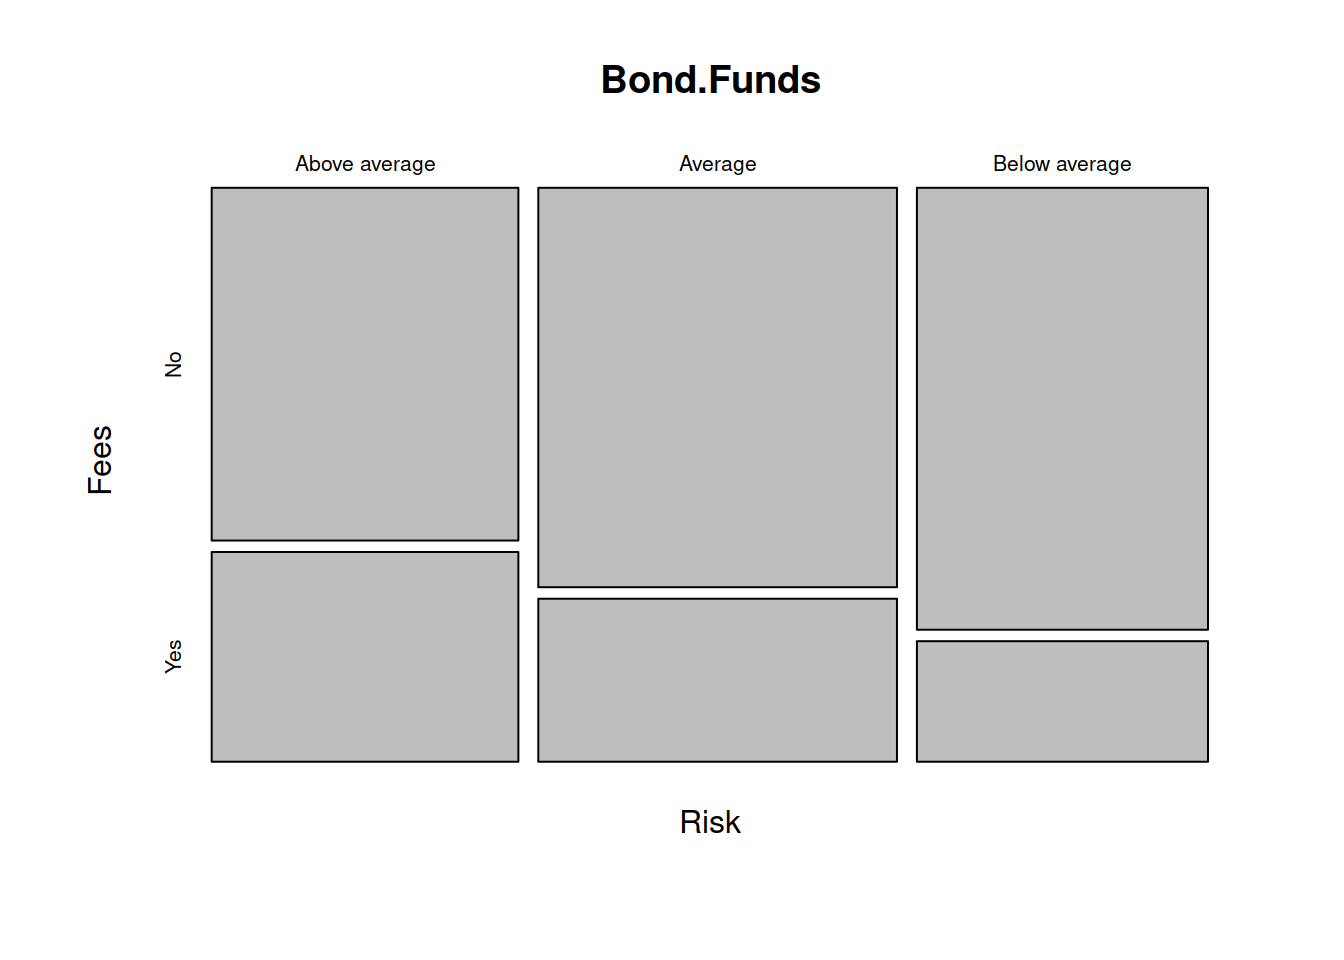 Bond.Funds
Above average
Average
Below average
No
Yes
Fees
Risk